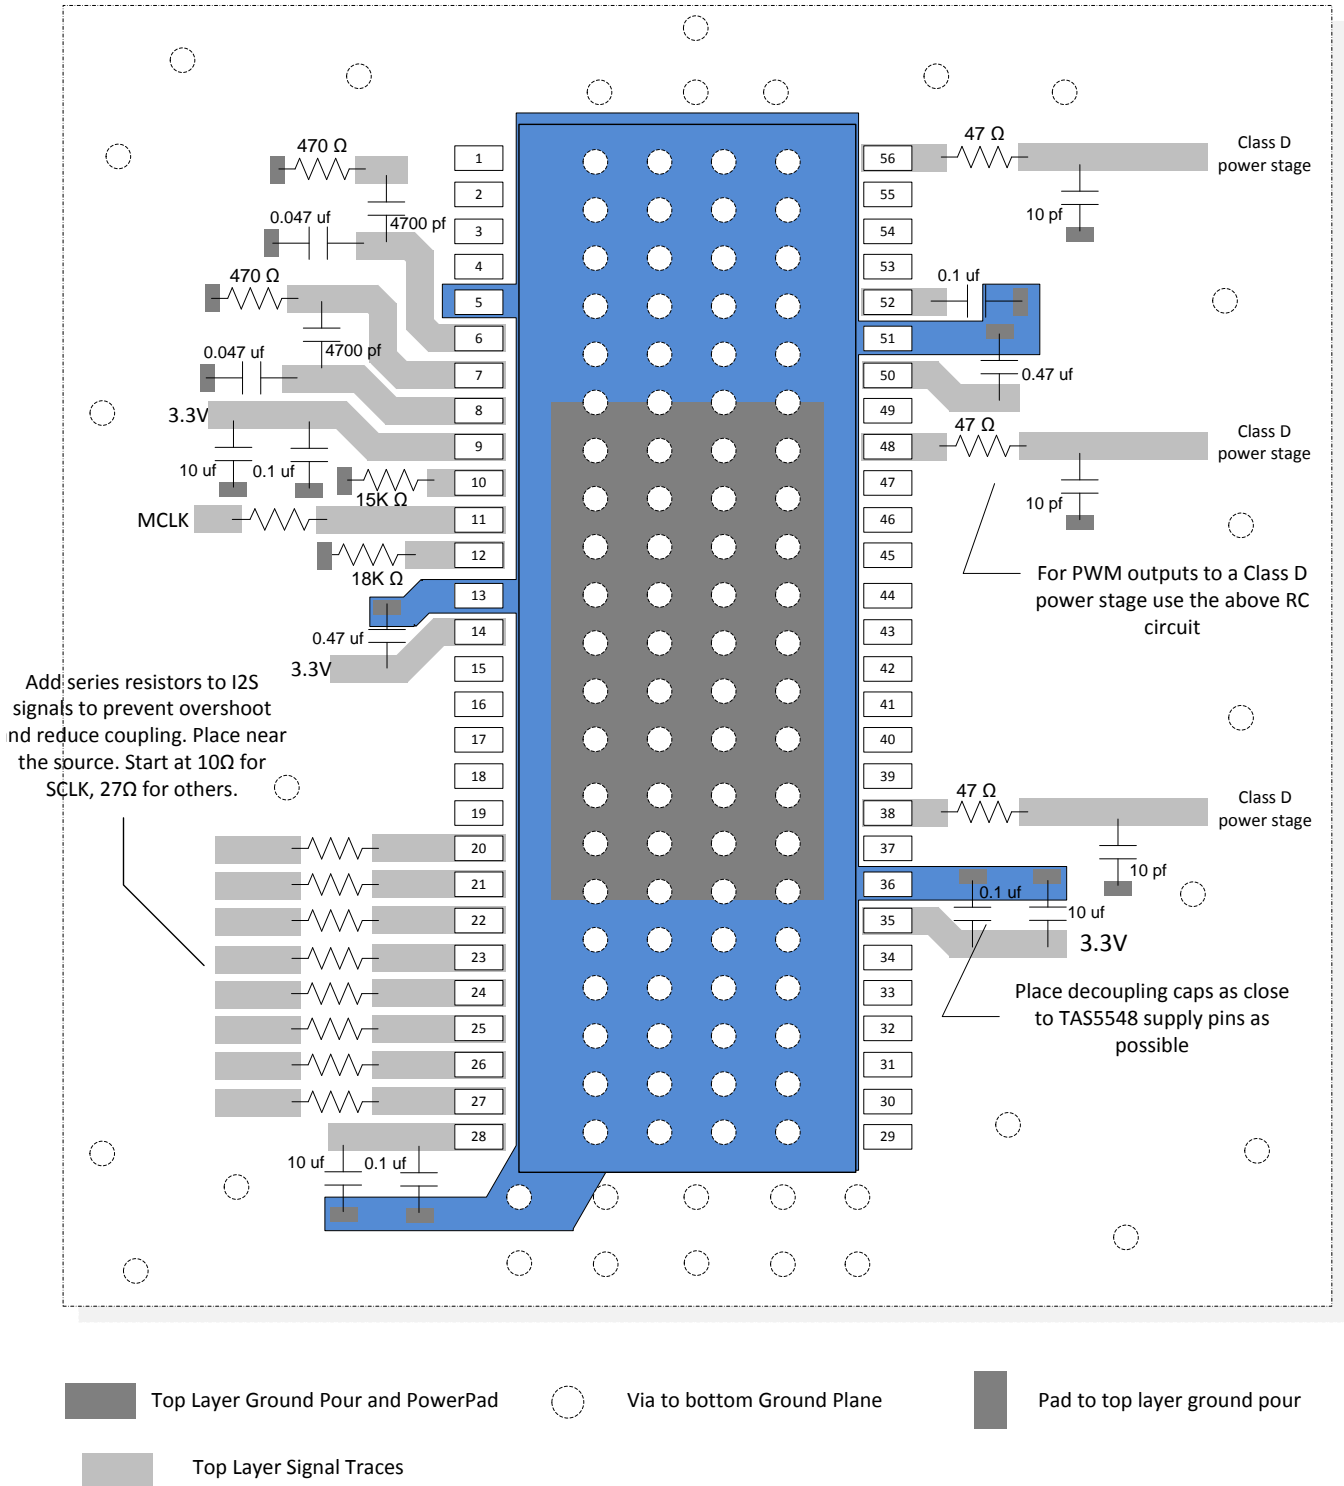 47 Ω
Class D
power stage
470 Ω
1
56
2
55
10 pf
0.047 uf
4700 pf
3
54
4
53
470 Ω
0.1 uf
5
52
6
51
4700 pf
0.047 uf
7
50
0.47 uf
3.3V
8
49
47 Ω
Class D
power stage
9
48
10 uf
0.1 uf
10
47
15K Ω
10 pf
MCLK
11
46
12
45
18K Ω
For PWM outputs to a Class D
power stage use the above RC
circuit
13
44
0.47 uf
14
43
3.3V
15
42
Add series resistors to I2S
signals to prevent overshoot
nd reduce coupling. Place near
the source. Start at 10Ω for
SCLK, 27Ω for others.
16
41
17
40
18
39
47 Ω
Class D
power stage
19
38
20
37
10 pf
21
36
0.1 uf
10 uf
22
35
3.3V
23
34
24
33
Place decoupling caps as close
to TAS5548 supply pins as
possible
25
32
26
31
27
30
28
29
10 uf
0.1 uf
Top Layer Ground Pour and PowerPad
Via to bottom Ground Plane
Pad to top layer ground pour
Top Layer Signal Traces